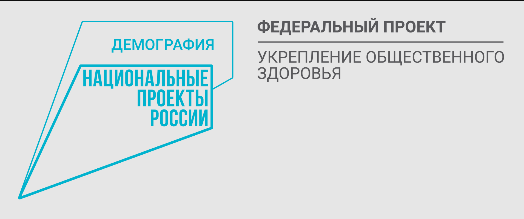 ДЕМОГРАФИЯ
НАЦИОНАЛЬНЫЕ
ПРОЕКТЫ
РОССИИ
ФЕДЕРАЛЬНЫЙ ПРОЕКТ
УКРЕПЛЕНИЕ ОБЩЕСТВЕННОГО
ЗДОРОВЬЯ